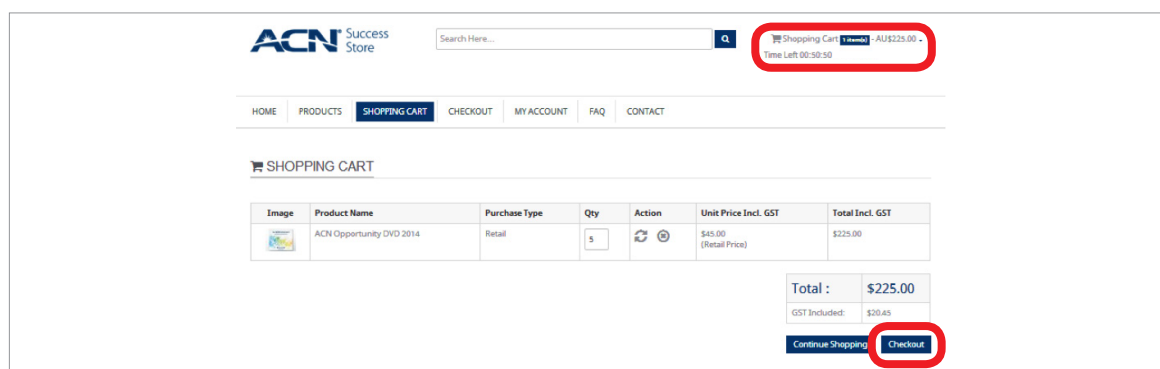 ACN Success
Store
Search Here...
Shopping Cart 1 item(s) - AU$225.00
Time Left 00:50:50
HOME PRODUCTS SHOPPING CART CHECKOUT MY ACCOUNT FAQ CONTACT
SHOPPING CART
Image Product Name Purchase Type Qty Action Unit Price Incl. GST Total Incl. GST
ACN Opportunity DVD 2014 Retail 5 $45.00 $225.00
(Retail Price)
Total : $225.00
GST Included: $20.45
Continue Shopping Checkout